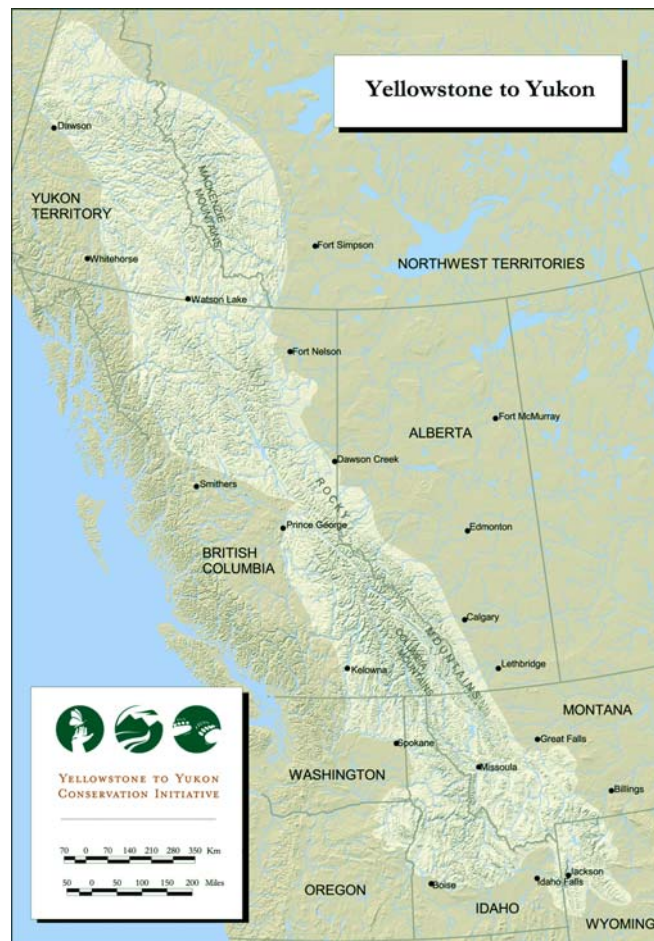 Yellowstone to Yukon
Dawson
MACKENZIE
MOUNTAINS
YUKON
TERRITORY
Fort Simpson
Whitehorse
NORTHWEST TERRITORIES
Watson Lake
Fort Nelson
Fort McMurray
ALBERTA
Dawson Creek
ROCKY
Smithers
Prince George
Edmonton
BRITISH
COLUMBIA
Calgary
MOUNTAINS
COLUMBIA
MOUNTAINS
Kelowna
Lethbridge
MONTANA
Great Falls
Spokane
Missoula
WASHINGTON
Billings
Jackson
Idaho Falls
Boise
OREGON
IDAHO
WYOMING
YELLOWSTONE TO YUKON
CONSERVATION INITIATIVE
70 0 70 140 210 280 350 Km
50 0 50 100 150 200 Miles